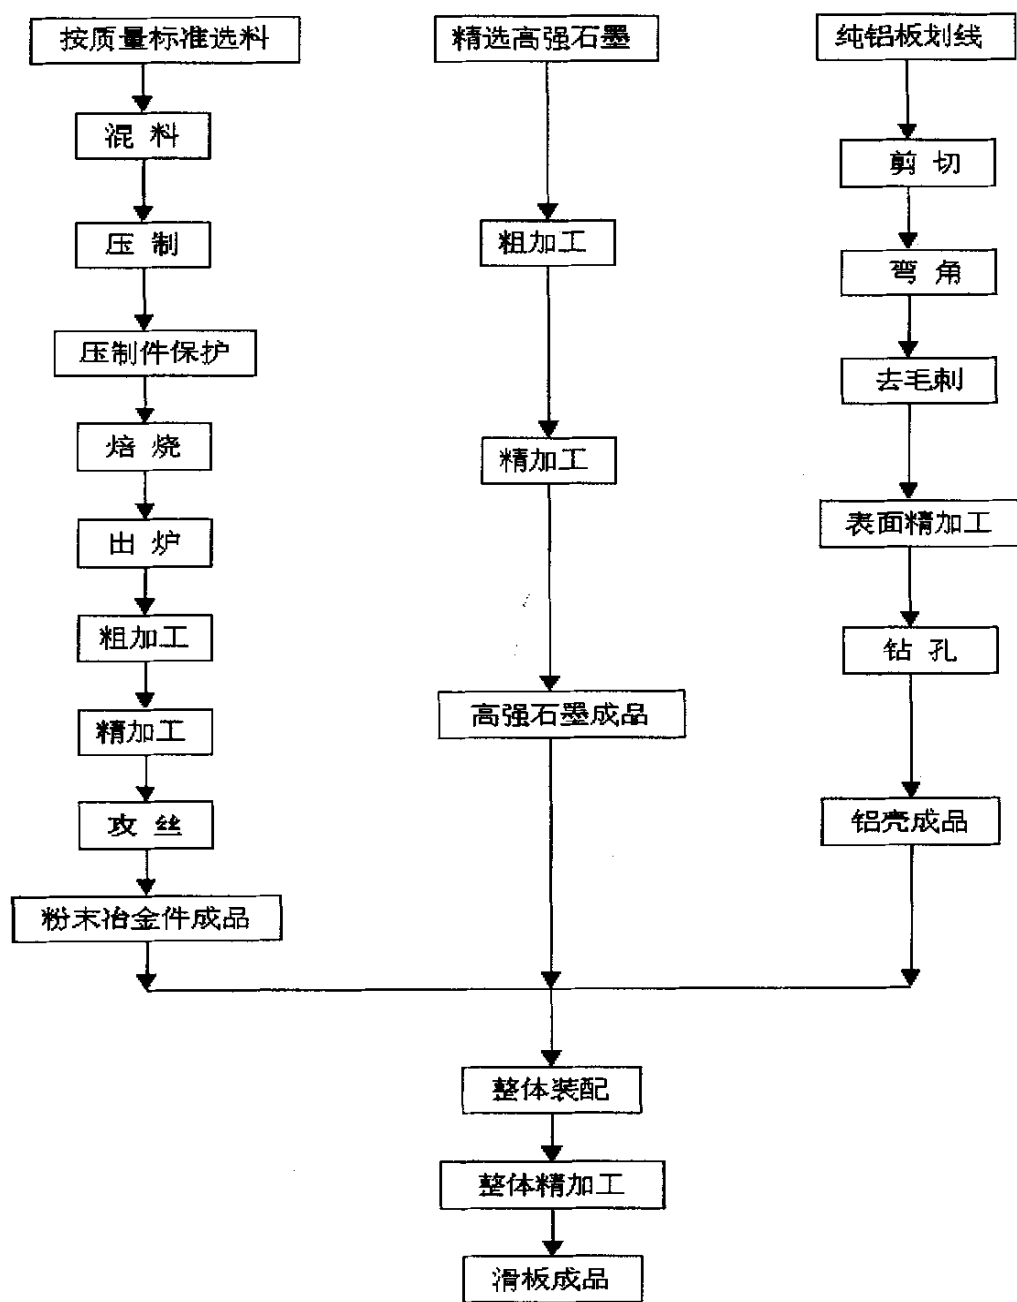 按质量标准选料
混料
压制
压制件保护
焙烧
出炉
粗加工
精加工
攻丝
粉末冶金件成品
精选高强石墨
粗加工
精加工
高强石墨成品
纯铝板划线
剪切
弯角
去毛刺
表面精加工
钻孔
铝壳成品
整体装配
整体精加工
滑板成品